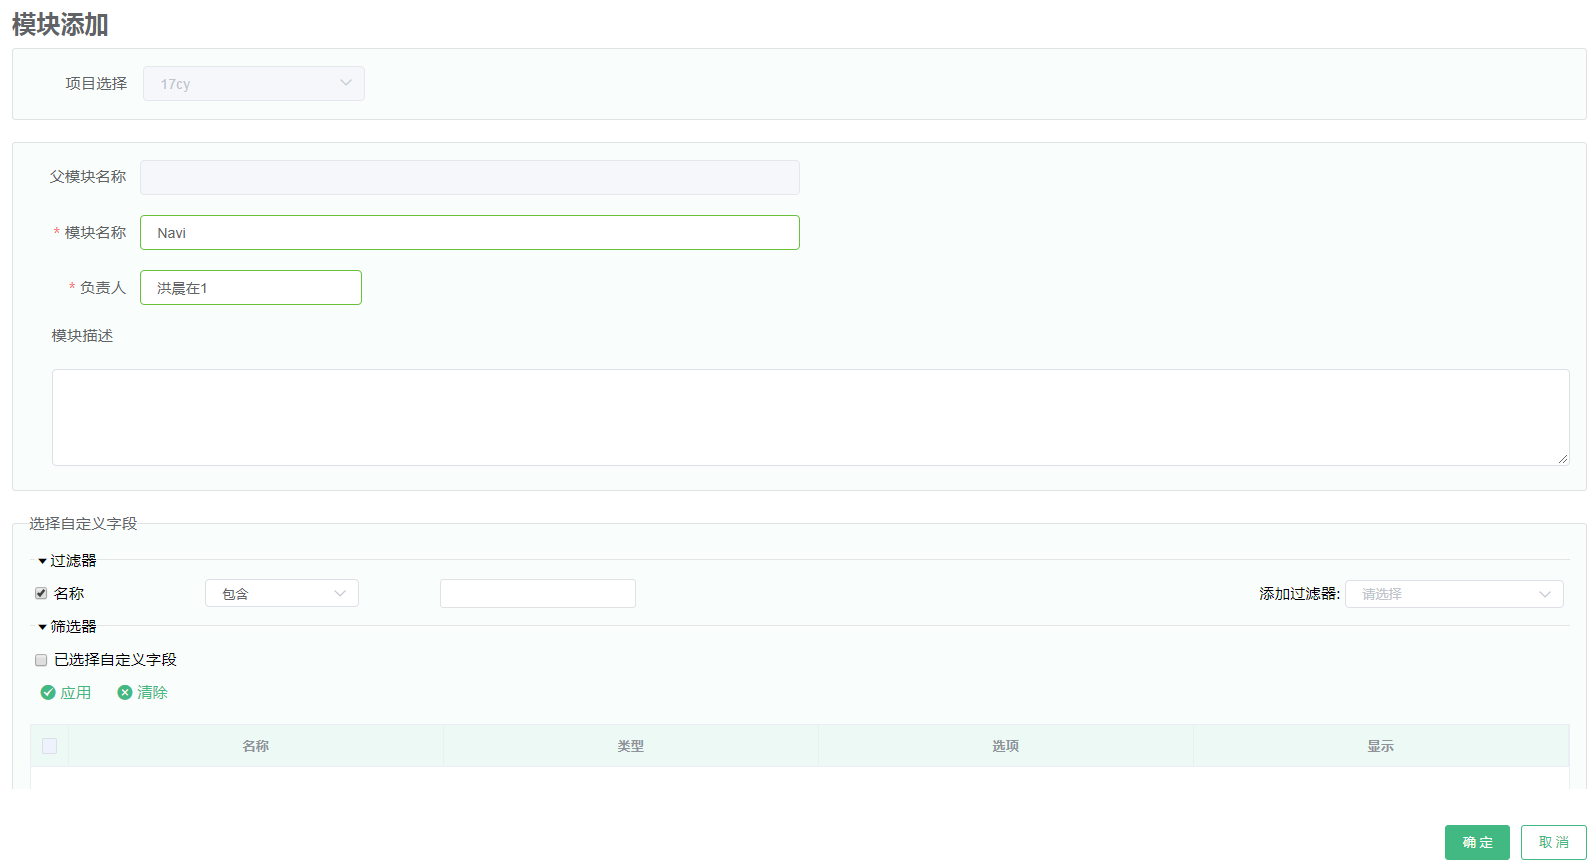 模块添加
项目选择 17cy
父模块名称
* 模块名称 Navi
* 负责人 洪晨在1
模块描述
选择自定义字段
过滤器
名称 包含 添加过滤器: 请选择
筛选器
已选择自定义字段
应用 清除
名称 类型 选项 显示
确定 取消